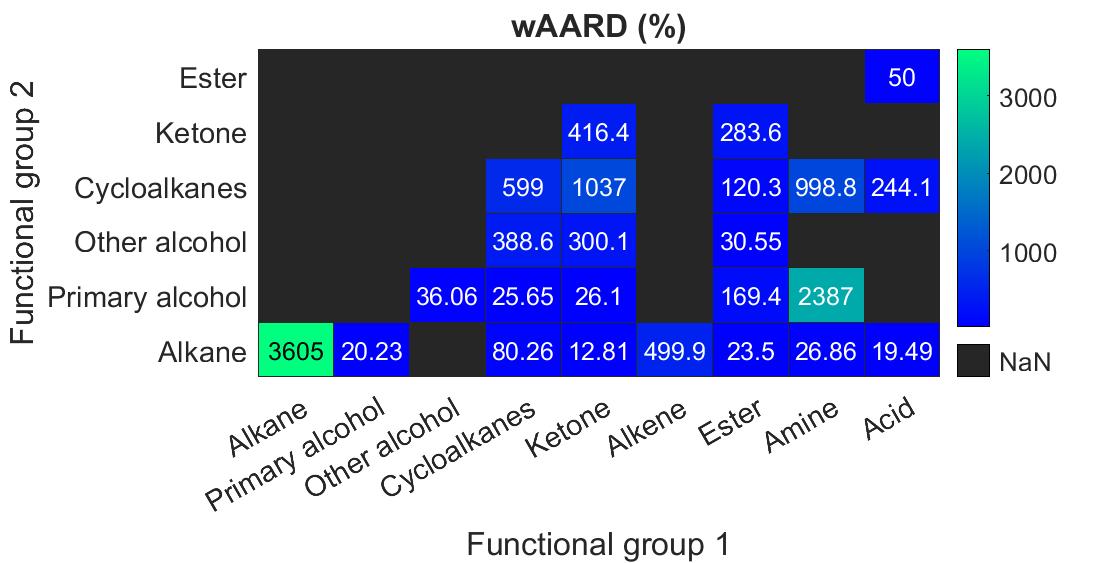 wAARD (%)
Functional group 2
Ester 50
Ketone 416.4 283.6
Cycloalkanes 599 1037 120.3 998.8 244.1
Other alcohol 388.6 300.1 30.55
Primary alcohol 36.06 25.65 26.1 169.4 2387
Alkane 3605 20.23 80.26 12.81 499.9 23.5 26.86 19.49
3000
2000
1000
NaN
Alkane
Primary alcohol
Other alcohol
Cycloalkanes
Ketone
Alkene
Ester
Amine
Acid
Functional group 1